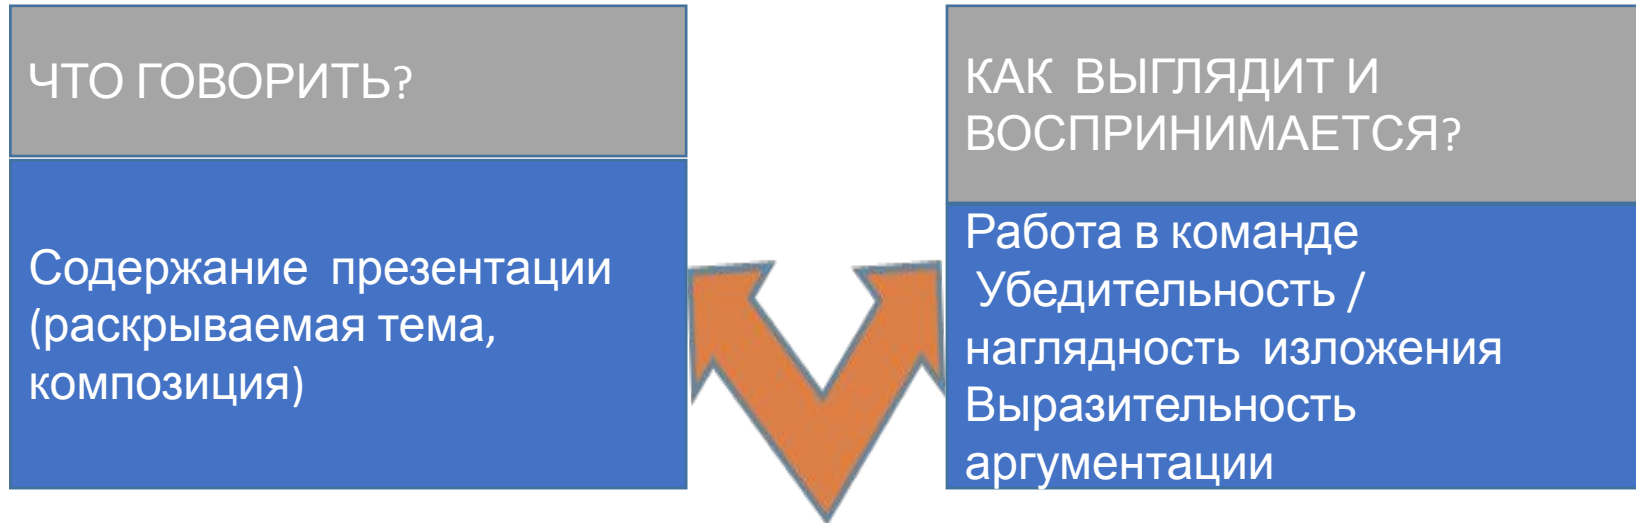 ЧТО ГОВОРИТЬ?
Содержание презентации
(раскрываемая тема,
композиция)
КАК ВЫГЛЯДИТ И
ВОСПРИНИМАЕТСЯ?
Работа в команде
Убедительность /
наглядность изложения
Выразительность
аргументации